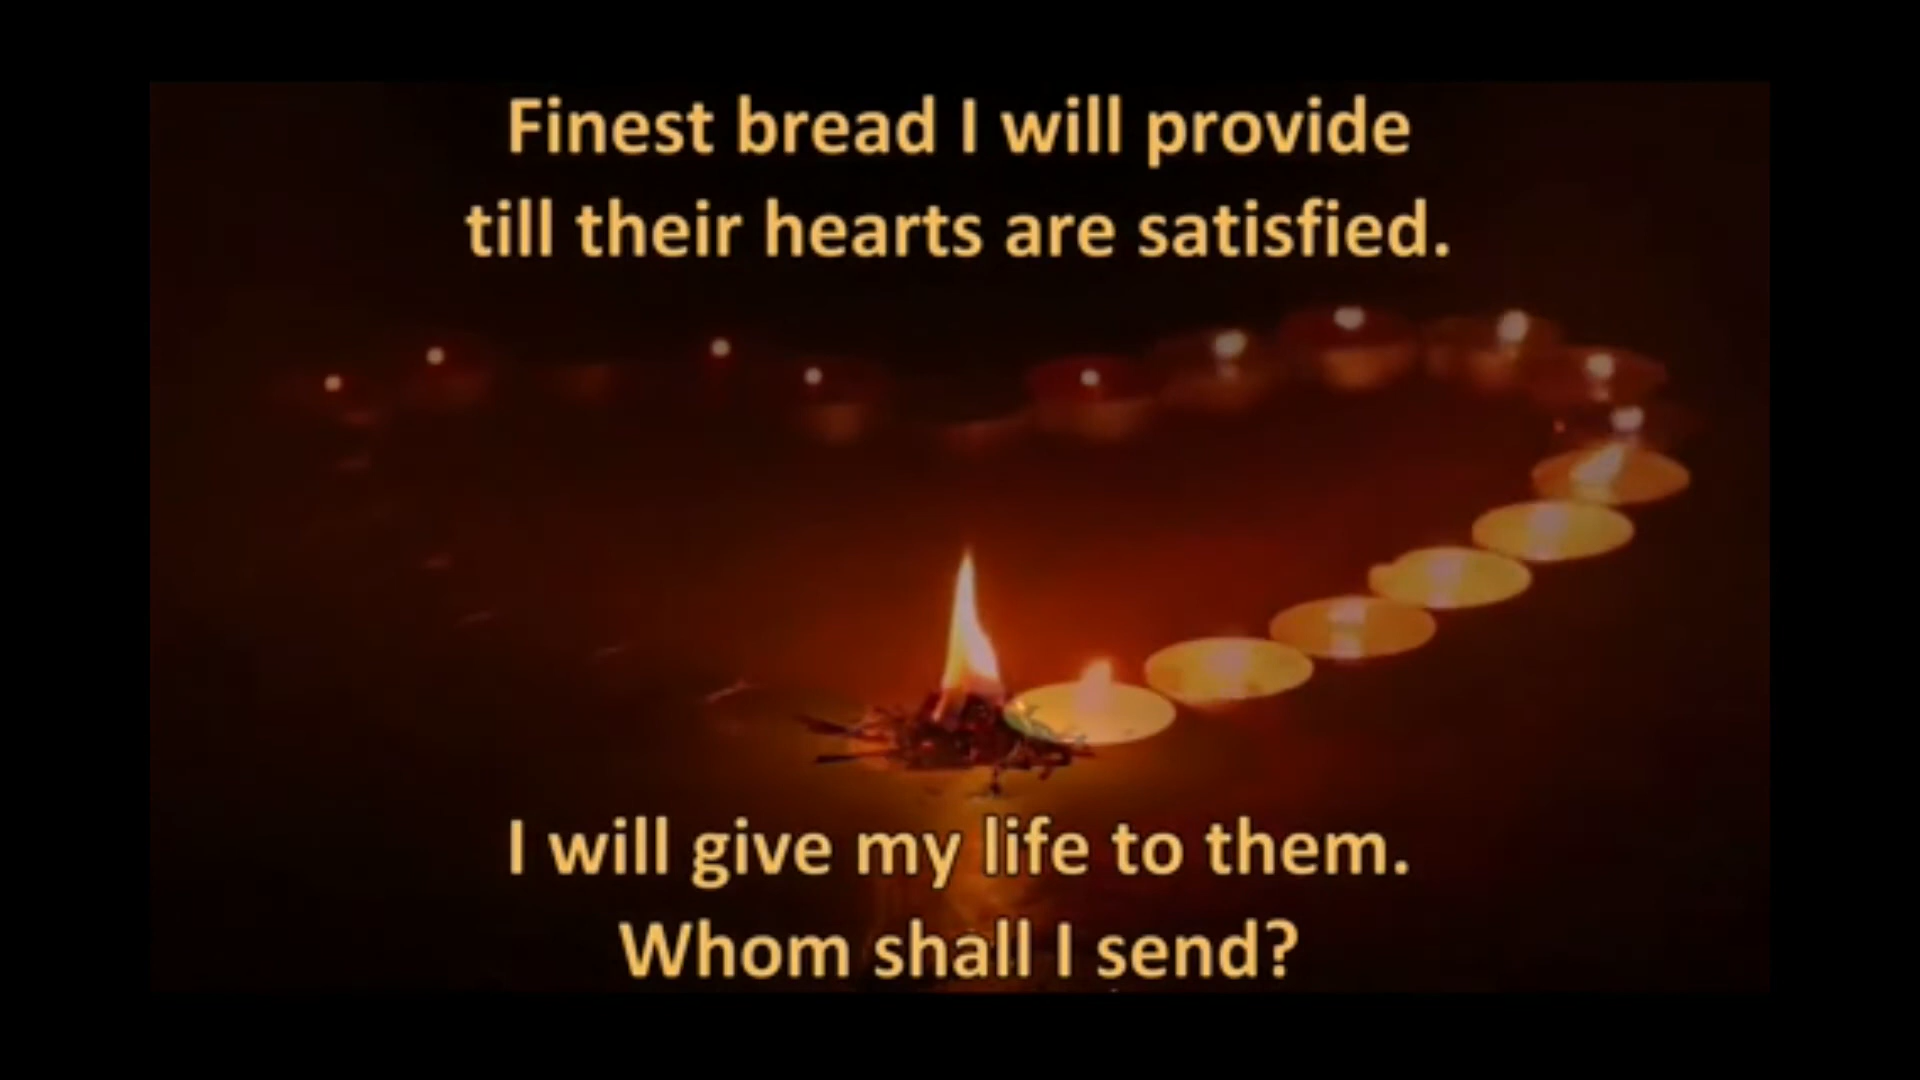 Finest bread I will provide
till their hearts are satisfied.
I will give my life to them.
Whom shall I send?